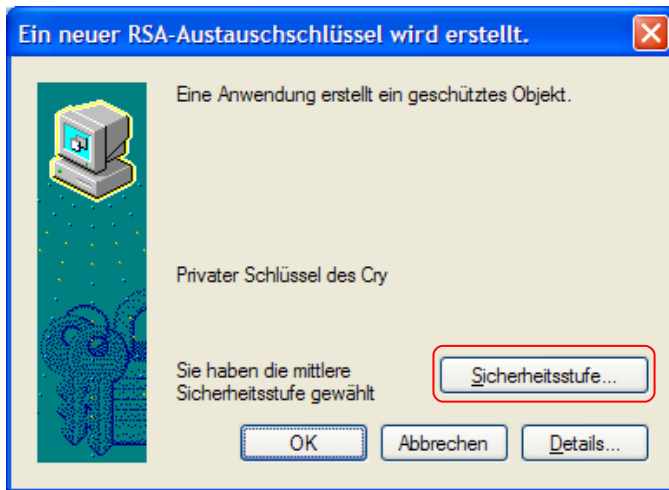 Ein neuer RSA-Austauschschlüssel wird erstellt.
Eine Anwendung erstellt ein geschütztes Objekt.
Privater Schlüssel des Cry
Sie haben die mittlere
Sicherheitsstufe gewählt
Sicherheitsstufe...
OK
Abbrechen
Details...